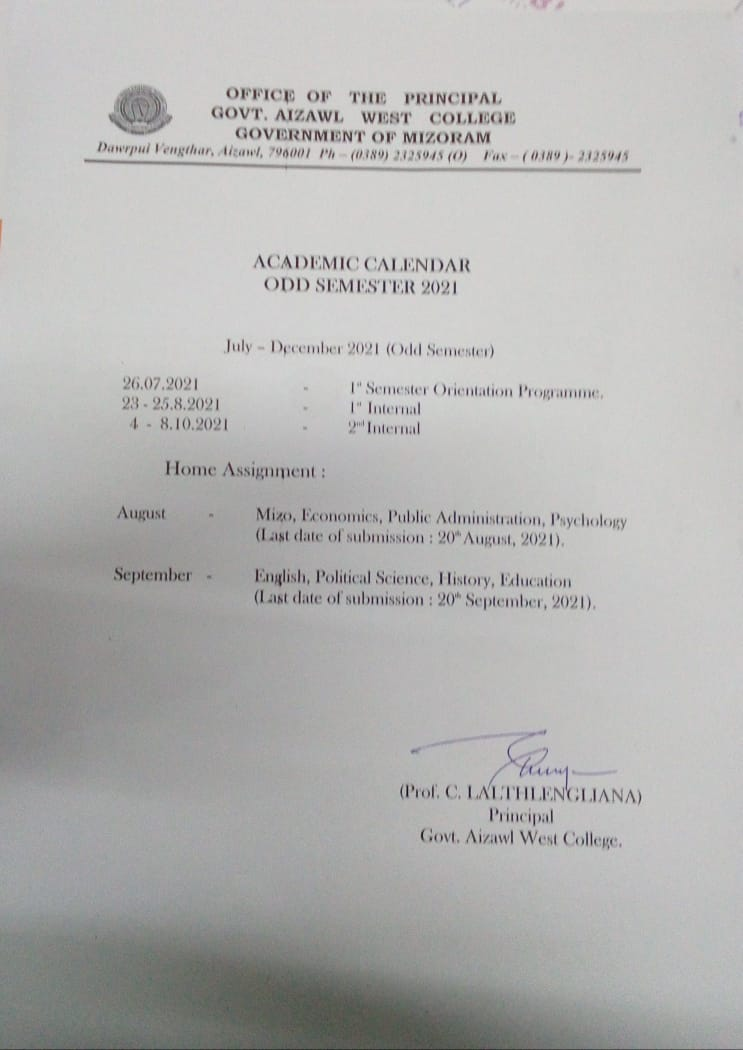 OFFICE OF THE PRINCIPAL
GOVT. AIZAWL WEST COLLEGE
GOVERNMENT OF MIZORAM
Dawrpui Vengthar, Aizawl, 796001 Ph – (0389) 2325945 (O) Fax – ( 0389 )- 2325945
ACADEMIC CALENDAR
ODD SEMESTER 2021
July – December 2021 (Odd Semester)
26.07.2021 - 1st Semester Orientation Programme.
23 - 25.8.2021 - 1st Internal
4 - 8.10.2021 - 2nd Internal
Home Assignment :
August - Mizo, Economics, Public Administration, Psychology
(Last date of submission : 20th August, 2021).
September - English, Political Science, History, Education
(Last date of submission : 20th September, 2021).
(Prof. C. LALTHLENGLIANA)
Principal
Govt. Aizawl West College.